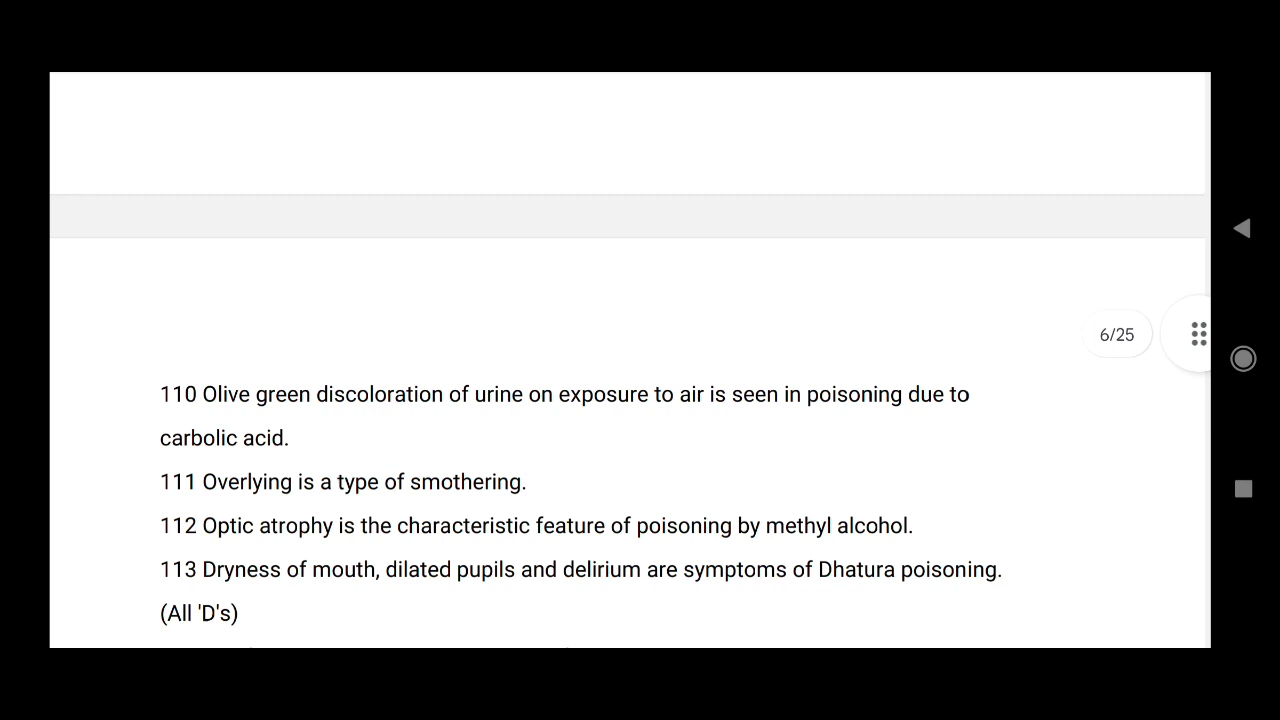 6/25
110 Olive green discoloration of urine on exposure to air is seen in poisoning due to
carbolic acid.
111 Overlying is a type of smothering.
112 Optic atrophy is the characteristic feature of poisoning by methyl alcohol.
113 Dryness of mouth, dilated pupils and delirium are symptoms of Dhatura poisoning.
(All 'D's)